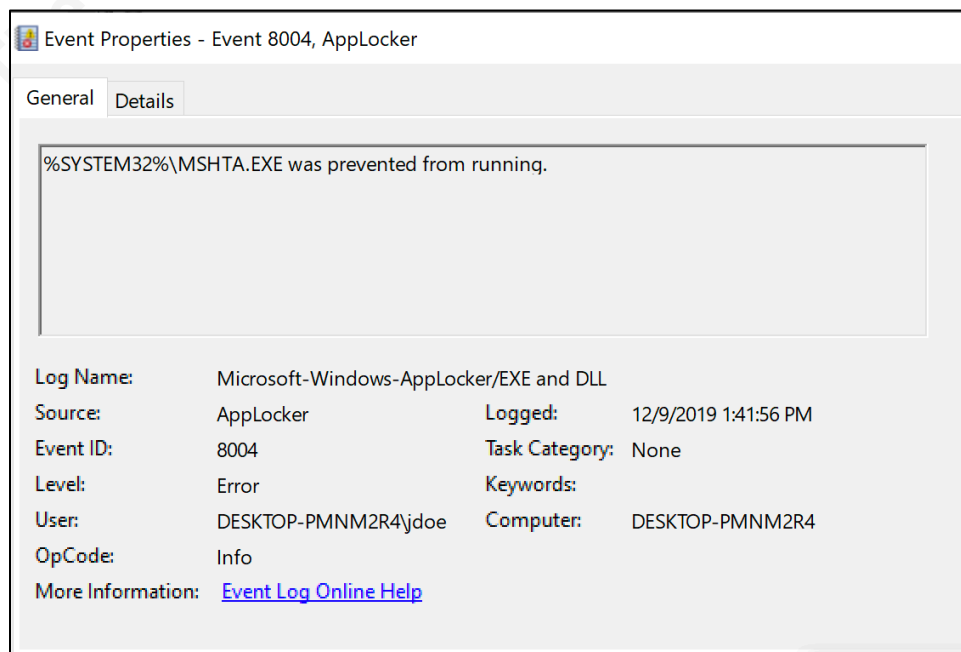 Event Properties - Event 8004, AppLocker
General Details
%SYSTEM32%\MSHTA.EXE was prevented from running.
Log Name: Microsoft-Windows-AppLocker/EXE and DLL
Source: AppLocker Logged: 12/9/2019 1:41:56 PM
Event ID: 8004 Task Category: None
Level: Error Keywords:
User: DESKTOP-PMNM2R4\jdoe Computer: DESKTOP-PMNM2R4
OpCode: Info
More Information: Event Log Online Help